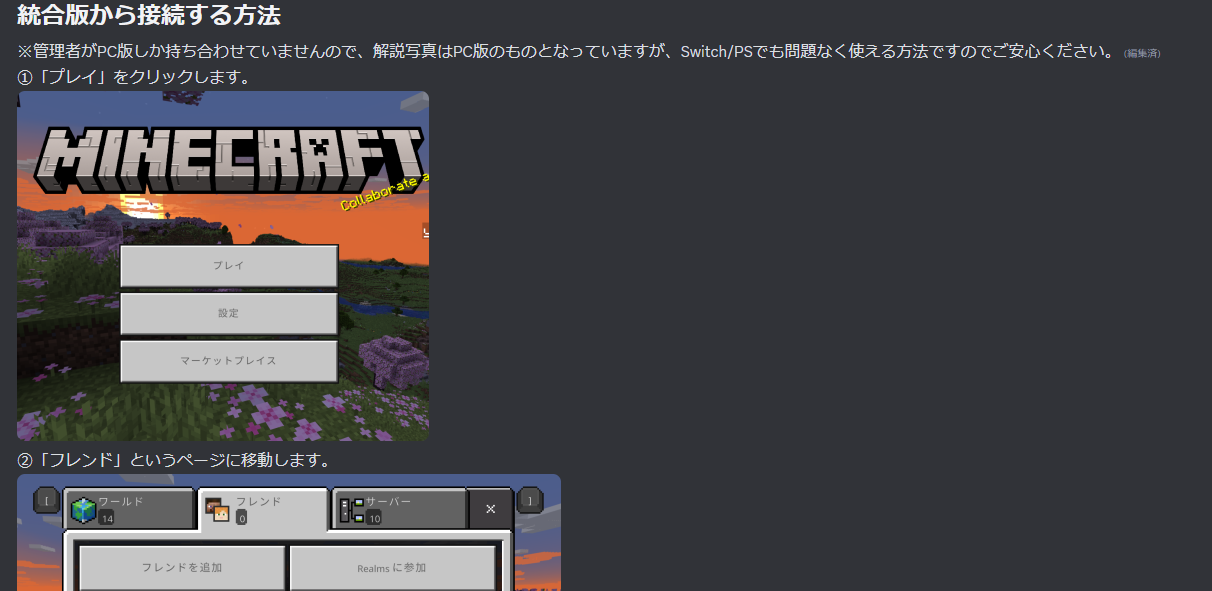 統合版から接続する方法
※管理者がPC版しか持ち合わせていませんので、解説写真はPC版のものとなっていますが、Switch/PSでも問題なく使える方法ですのでご安心ください。 (編集済)
①「プレイ」をクリックします。
MINECRAFT
Collaborate a
プレイ
設定
マーケットプレイス
②「フレンド」というページに移動します。
[ ワールド フレンド サーバー × ]
14 0 10
フレンドを追加 Realms に参加